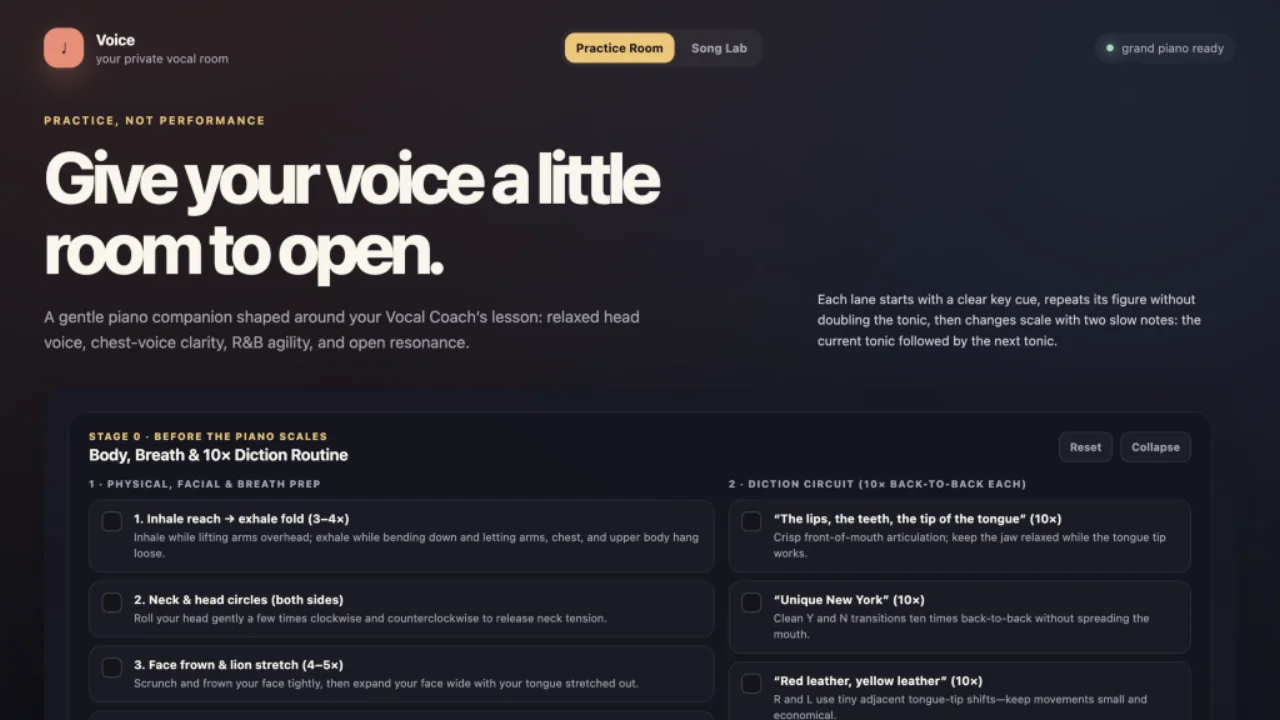 Voice
your private vocal room
Practice Room
Song Lab
grand piano ready
PRACTICE, NOT PERFORMANCE
Give your voice a little
room to open.
A gentle piano companion shaped around your Vocal Coach's lesson: relaxed head
voice, chest-voice clarity, R&B agility, and open resonance.
Each lane starts with a clear key cue, repeats its figure without
doubling the tonic, then changes scale with two slow notes: the
current tonic followed by the next tonic.
STAGE 0 · BEFORE THE PIANO SCALES
Body, Breath & 10× Diction Routine
Reset
Collapse
1 · PHYSICAL, FACIAL & BREATH PREP
1. Inhale reach → exhale fold (3–4×)
Inhale while lifting arms overhead; exhale while bending down and letting arms, chest, and upper body hang
loose.
2. Neck & head circles (both sides)
Roll your head gently a few times clockwise and counterclockwise to release neck tension.
3. Face frown & lion stretch (4–5×)
Scrunch and frown your face tightly, then expand your face wide with your tongue stretched out.
2 · DICTION CIRCUIT (10× BACK-TO-BACK EACH)
“The lips, the teeth, the tip of the tongue” (10×)
Crisp front-of-mouth articulation; keep the jaw relaxed while the tongue tip
works.
“Unique New York” (10×)
Clean Y and N transitions ten times back-to-back without spreading the
mouth.
“Red leather, yellow leather” (10×)
R and L use tiny adjacent tongue-tip shifts—keep movements small and
economical.